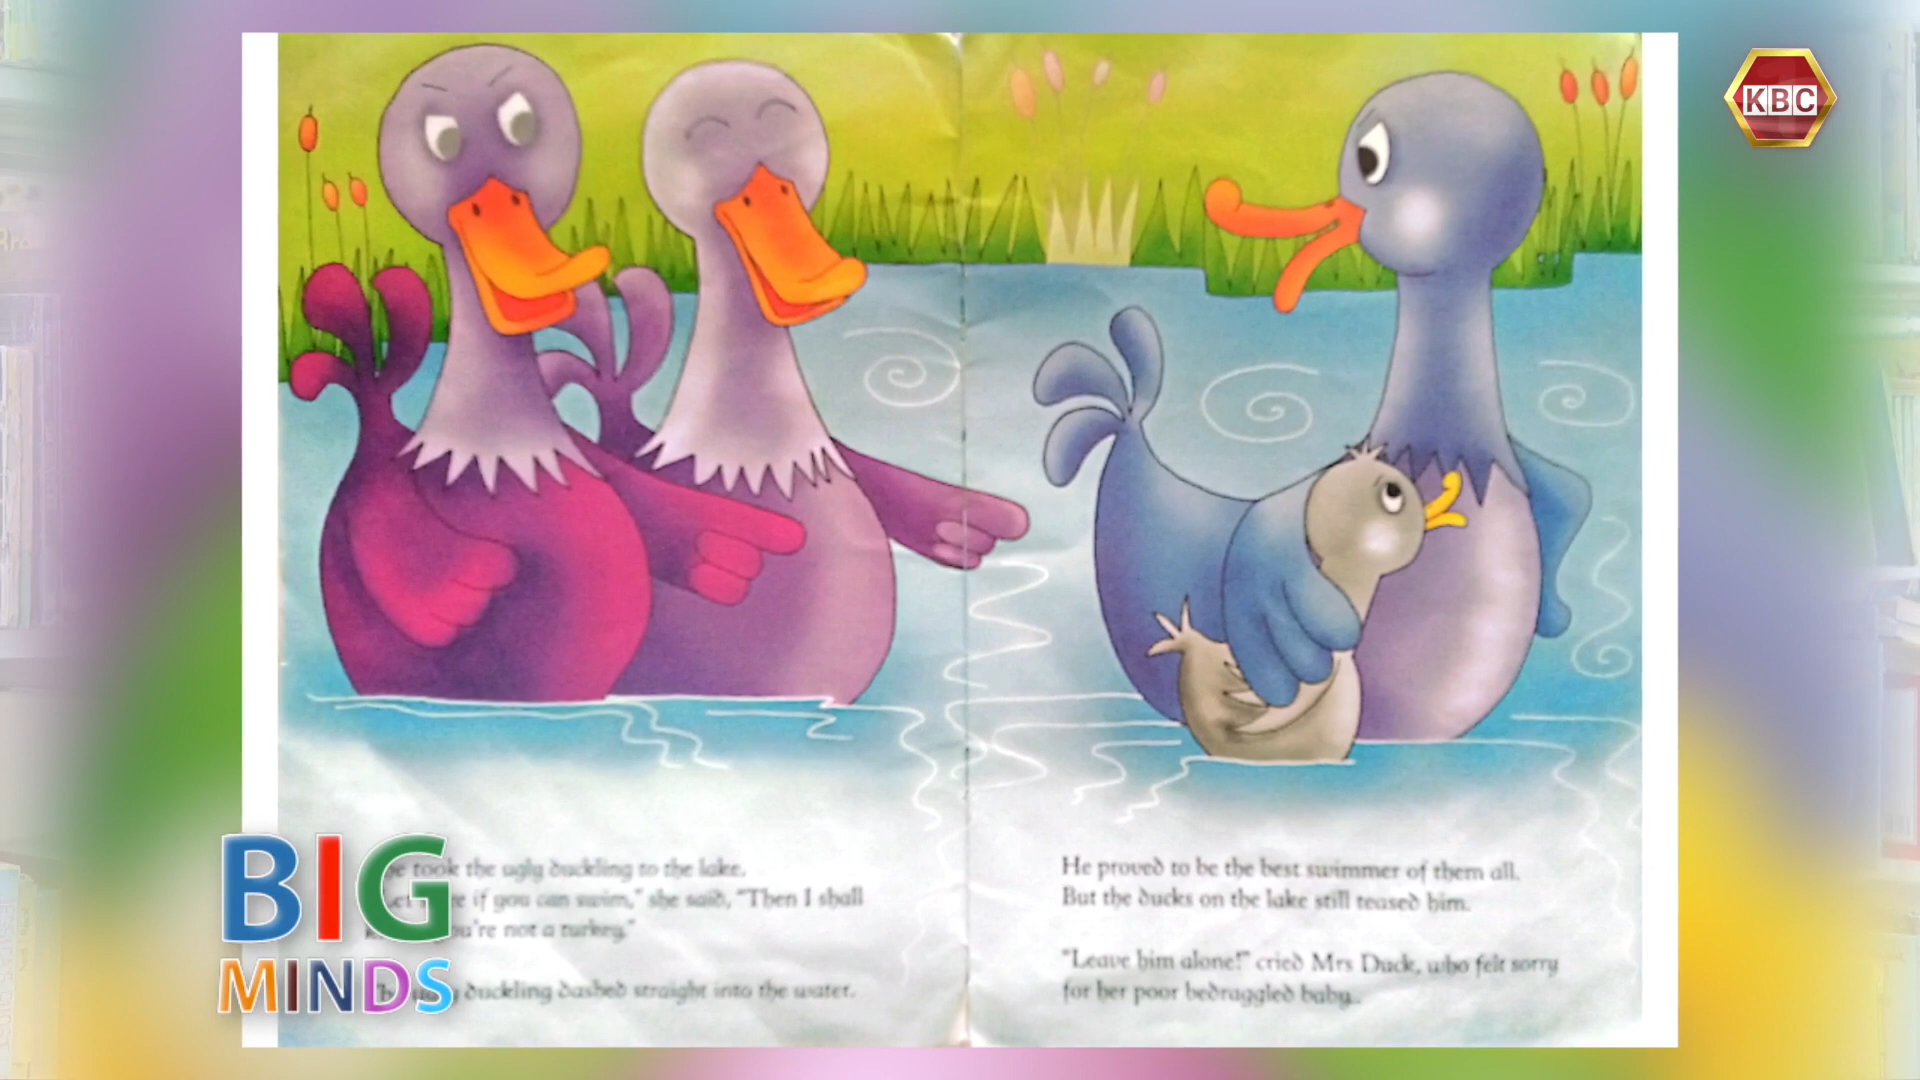 KBC
took the ugly duckling to the lake.
if you can swim," she said, "Then I shall
you're not a turkey."
duckling dashed straight into the water.
He proved to be the best swimmer of them all.
But the ducks on the lake still teased him.
"Leave him alone!" cried Mrs Duck, who felt sorry
for her poor bedraggled baby..
BIG
MINDS